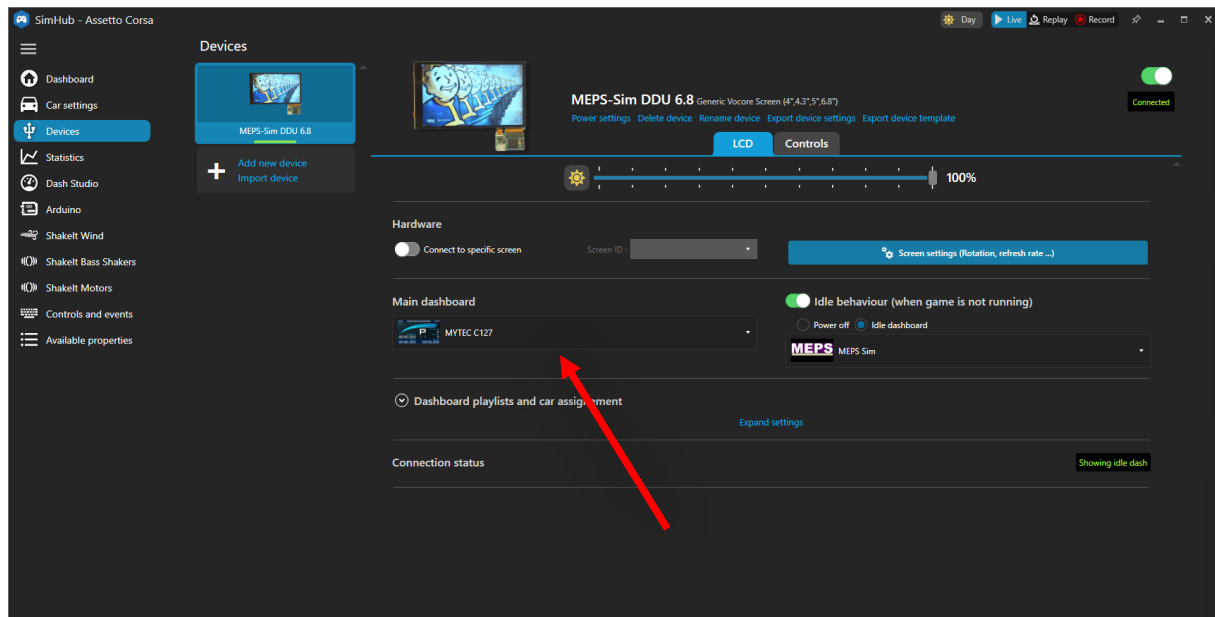 SimHub - Assetto Corsa
Day
Live
Replay
Record
Devices
Dashboard
Car settings
Devices
Statistics
Dash Studio
Arduino
ShakeIt Wind
ShakeIt Bass Shakers
ShakeIt Motors
Controls and events
Available properties
MEPS-Sim DDU 6.8
Add new device
Import device
MEPS-Sim DDU 6.8 Generic Vocore Screen (4",4.3",5",6.8")
Connected
Power settings Delete device Rename device Export device settings Export device template
LCD Controls
100%
Hardware
Connect to specific screen
Screen ID :
Screen settings (Rotation, refresh rate ...)
Main dashboard
P
MYTEC C127
Idle behaviour (when game is not running)
Power off Idle dashboard
MEPS MEPS Sim
Dashboard playlists and car assignement
Expand settings
Connection status
Showing idle dash